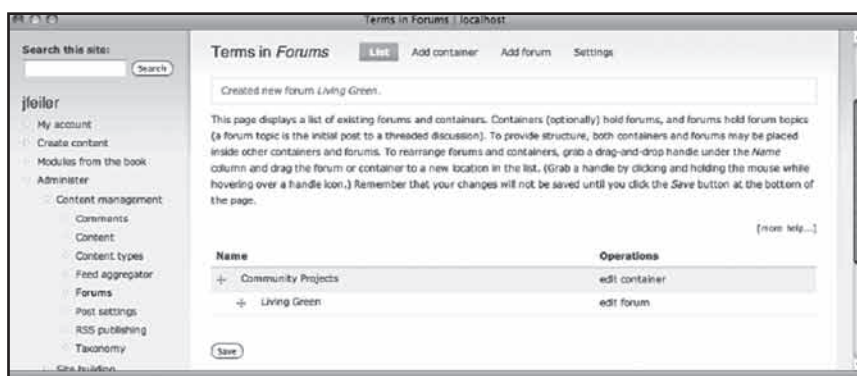 Terms in Forums | localhost
Search this site:
Search
jfeiler
My account
Create content
Modules from the book
Administer
Content management
Comments
Content
Content types
Feed aggregator
Forums
Post settings
RSS publishing
Taxonomy
Site building
Terms in Forums
List
Add container
Add forum
Settings
Created new forum Living Green.
This page displays a list of existing forums and containers. Containers (optionally) hold forums, and forums hold forum topics
(a forum topic is the initial post to a threaded discussion). To provide structure, both containers and forums may be placed
inside other containers and forums. To rearrange forums and containers, grab a drag-and-drop handle under the Name
column and drag the forum or container to a new location in the list. (Grab a handle by clicking and holding the mouse while
hovering over a handle icon.) Remember that your changes will not be saved until you click the Save button at the bottom of
the page.
[more help...]
Name Operations
Community Projects edit container
Living Green edit forum
Save